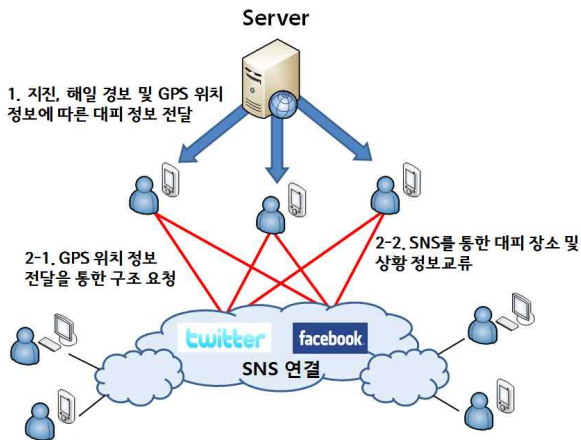 Server
1. 지진, 해일 경보 및 GPS 위치
정보에 따른 대피 정보 전달
2-1. GPS 위치 정보
전달을 통한 구조 요청
2-2. SNS를 통한 대피 장소 및
상황 정보교류
twitter
facebook
SNS 연결